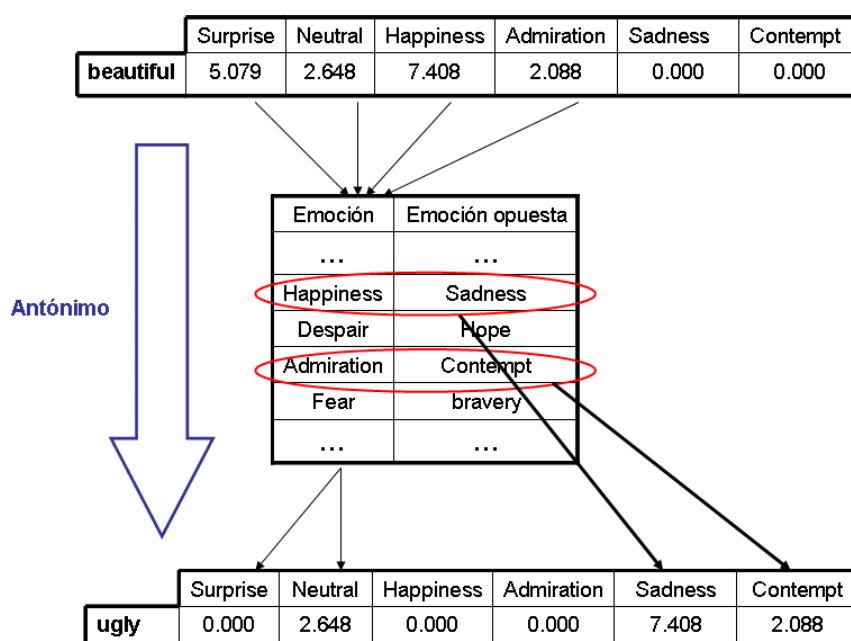 Surprise Neutral Happiness Admiration Sadness Contempt
beautiful 5.079 2.648 7.408 2.088 0.000 0.000
Emoción Emoción opuesta
... ...
Happiness Sadness
Antónimo
Despair Hope
Admiration Contempt
Fear bravery
... ...
Surprise Neutral Happiness Admiration Sadness Contempt
ugly 0.000 2.648 0.000 0.000 7.408 2.088